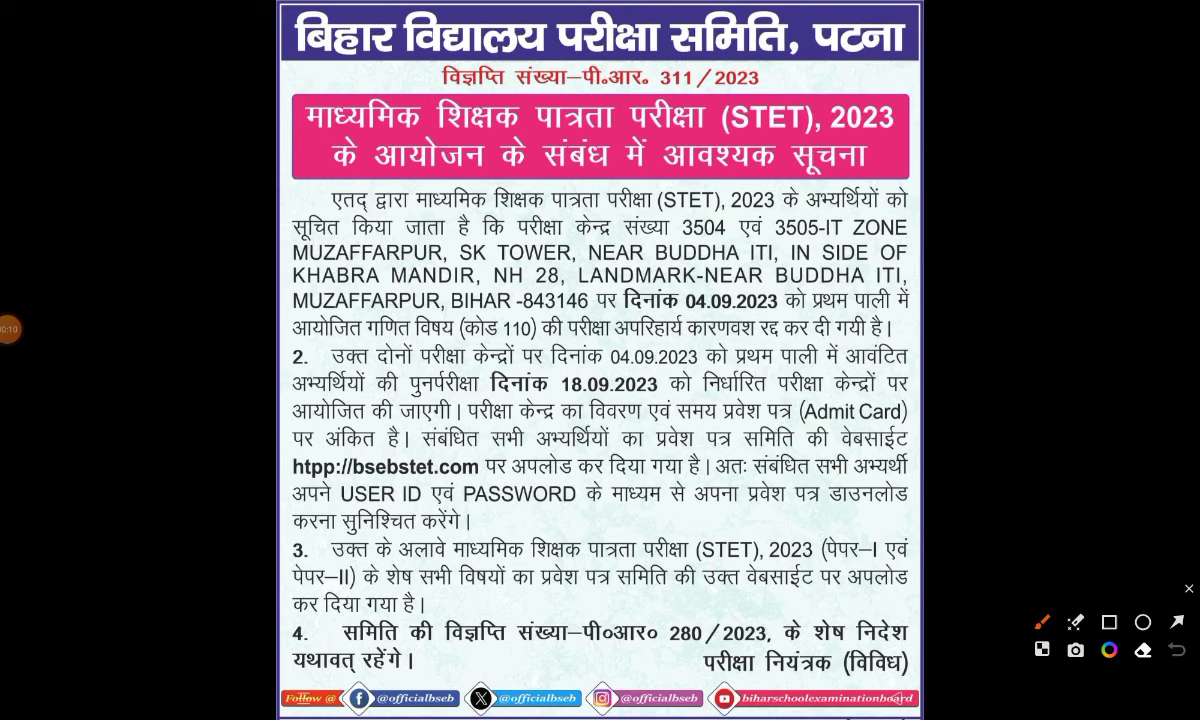 बिहार विद्यालय परीक्षा समिति, पटना
विज्ञप्ति संख्या–पी॰आर॰ 311/2023
माध्यमिक शिक्षक पात्रता परीक्षा (STET), 2023
के आयोजन के संबंध में आवश्यक सूचना
एतद् द्वारा माध्यमिक शिक्षक पात्रता परीक्षा (STET), 2023 के अभ्यर्थियों को
सूचित किया जाता है कि परीक्षा केन्द्र संख्या 3504 एवं 3505-IT ZONE
MUZAFFARPUR, SK TOWER, NEAR BUDDHA ITI, IN SIDE OF
KHABRA MANDIR, NH 28, LANDMARK-NEAR BUDDHA ITI,
MUZAFFARPUR, BIHAR -843146 पर दिनांक 04.09.2023 को प्रथम पाली में
आयोजित गणित विषय (कोड 110) की परीक्षा अपरिहार्य कारणवश रद्द कर दी गयी है।
2. उक्त दोनों परीक्षा केन्द्रों पर दिनांक 04.09.2023 को प्रथम पाली में आवंटित
अभ्यर्थियों की पुनर्परीक्षा दिनांक 18.09.2023 को निर्धारित परीक्षा केन्द्रों पर
आयोजित की जाएगी। परीक्षा केन्द्र का विवरण एवं समय प्रवेश पत्र (Admit Card)
पर अंकित है। संबंधित सभी अभ्यर्थियों का प्रवेश पत्र समिति की वेबसाईट
htpp://bsebstet.com पर अपलोड कर दिया गया है। अतः संबंधित सभी अभ्यर्थी
अपने USER ID एवं PASSWORD के माध्यम से अपना प्रवेश पत्र डाउनलोड
करना सुनिश्चित करेंगे।
3. उक्त के अलावे माध्यमिक शिक्षक पात्रता परीक्षा (STET), 2023 (पेपर–I एवं
पेपर–II) के शेष सभी विषयों का प्रवेश पत्र समिति की उक्त वेबसाईट पर अपलोड
कर दिया गया है।
4. समिति की विज्ञप्ति संख्या–पी०आर० 280/2023, के शेष निदेश
यथावत् रहेंगे। परीक्षा नियंत्रक (विविध)
Follow @ @officialbseb @officialbseb @officialbseb biharschoolexaminationboard
00:10